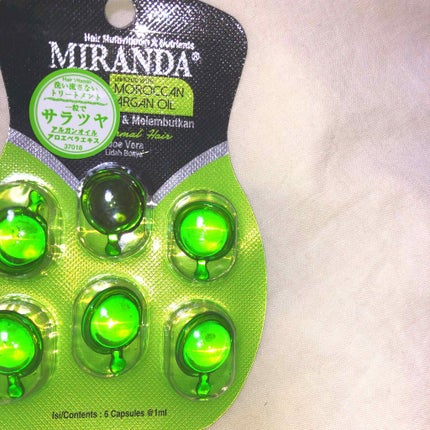 Hair Multivitamin & Nutrients
MIRANDA®
MOROCCAN
ARGAN OIL
Hair Vitamin
洗い流さない
トリートメント
一粒で
サラツヤ
アルガンオイル
アロエベラエキス
37018
& Melembutkan
Normal Hair
Aloe Vera
Lidah Buaya
Isi/Contents : 6 Capsules @1ml